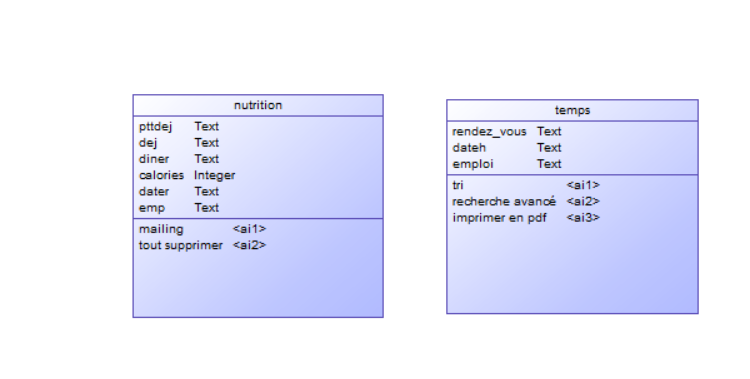 nutrition
pttdej Text
dej Text
diner Text
calories Integer
dater Text
emp Text
mailing <ai1>
tout supprimer <ai2>
temps
rendez_vous Text
dateh Text
emploi Text
tri <ai1>
recherche avancé <ai2>
imprimer en pdf <ai3>